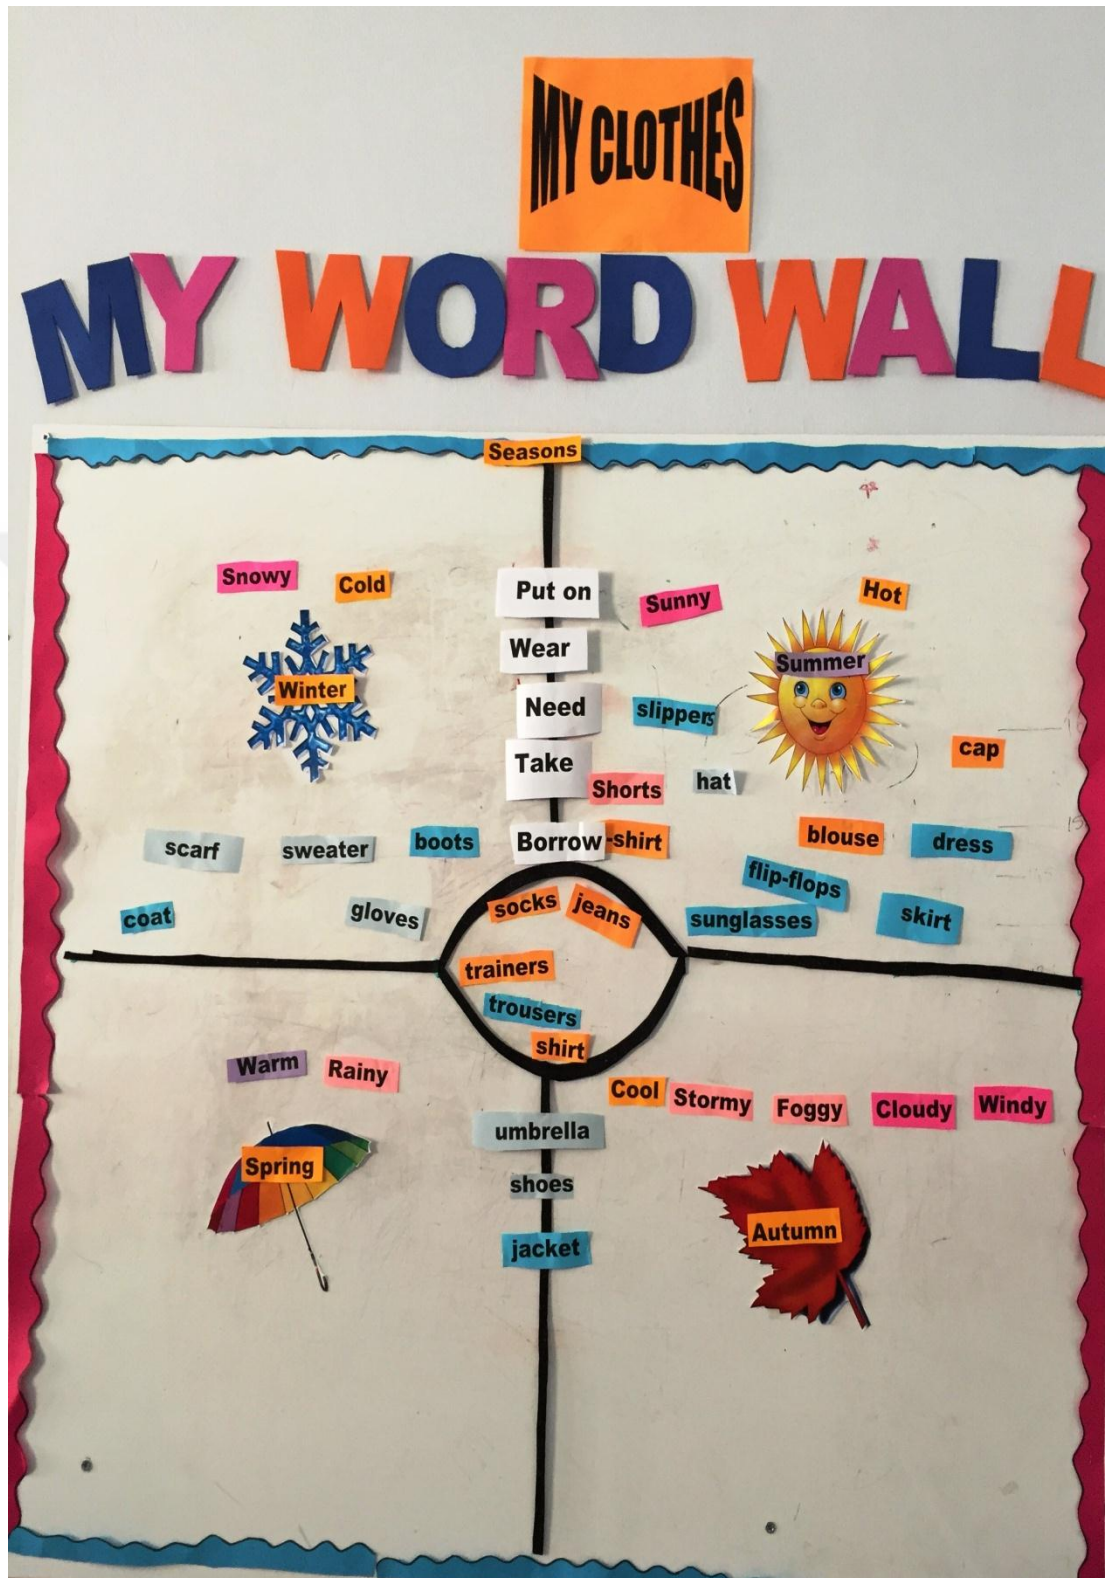 MY CLOTHES
MY WORD WALL
Seasons
Snowy
Cold
Winter
scarf
sweater
boots
coat
gloves
Put on
Wear
Need
Take
Borrow
Sunny
Hot
Summer
slippers
cap
Shorts
hat
-shirt
blouse
dress
flip-flops
sunglasses
skirt
socks
jeans
trainers
trousers
shirt
Warm
Rainy
Spring
umbrella
shoes
jacket
Cool
Stormy
Foggy
Cloudy
Windy
Autumn